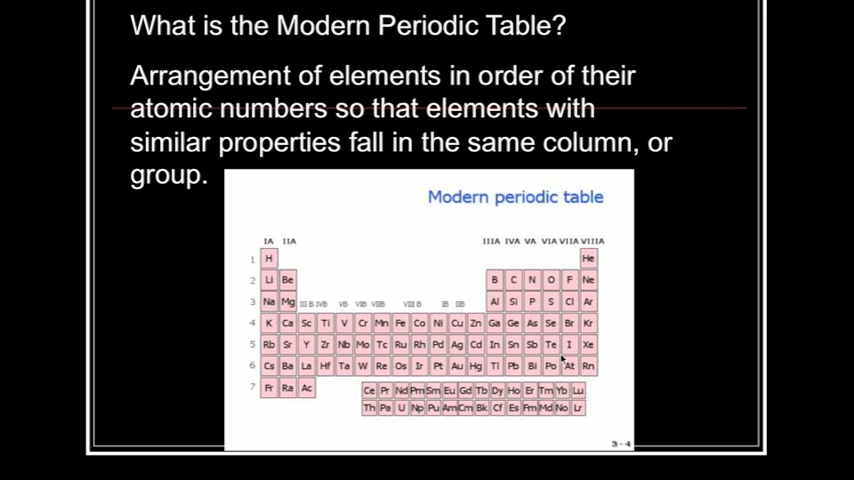 What is the Modern Periodic Table?
Arrangement of elements in order of their
atomic numbers so that elements with
similar properties fall in the same column, or
group.
Modern periodic table
IA IIA IIIA IVA VA VIA VIIA VIIIA
1 H He
2 Li Be B C N O F Ne
3 Na Mg III B IVB VB VIB VIIB VIII B IB IIB Al Si P S Cl Ar
4 K Ca Sc Ti V Cr Mn Fe Co Ni Cu Zn Ga Ge As Se Br Kr
5 Rb Sr Y Zr Nb Mo Tc Ru Rh Pd Ag Cd In Sn Sb Te I Xe
6 Cs Ba La Hf Ta W Re Os Ir Pt Au Hg Tl Pb Bi Po At Rn
7 Fr Ra Ac
Ce Pr Nd Pm Sm Eu Gd Tb Dy Ho Er Tm Yb Lu
Th Pa U Np Pu Am Cm Bk Cf Es Fm Md No Lr
3 - 4